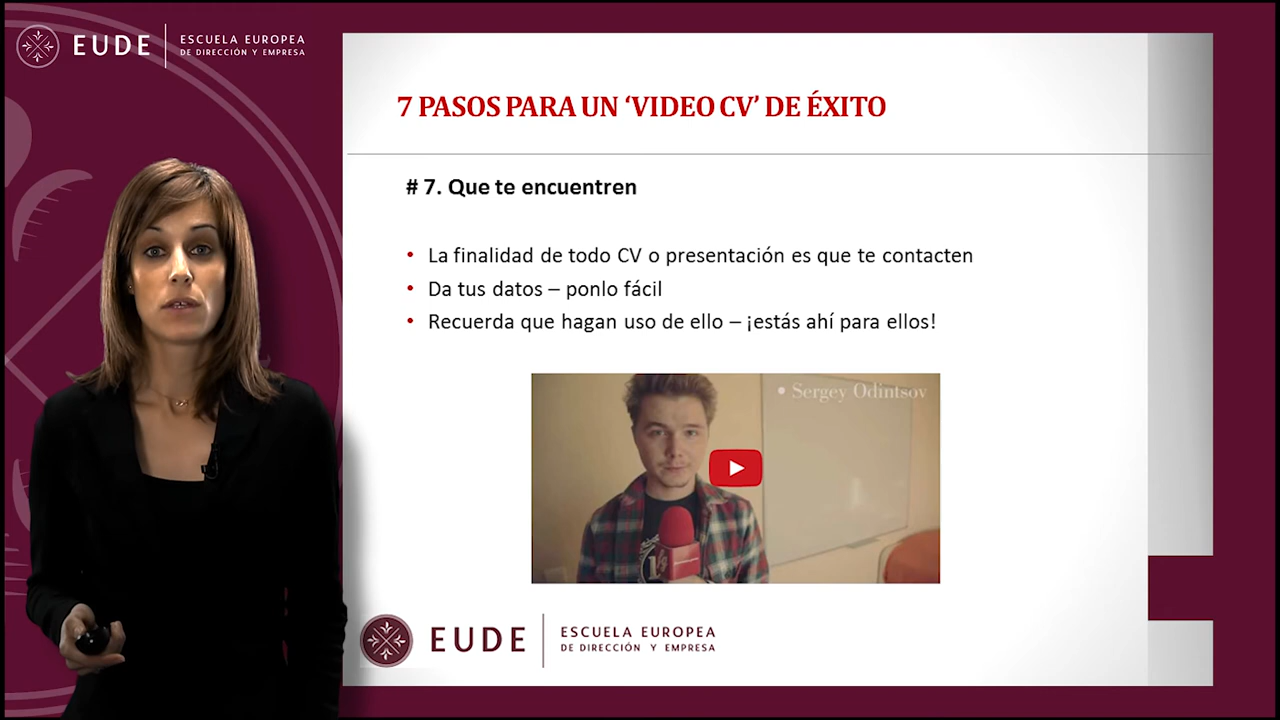 EUDE
ESCUELA EUROPEA
DE DIRECCIÓN Y EMPRESA
7 PASOS PARA UN ‘VIDEO CV’ DE ÉXITO
# 7. Que te encuentren
• La finalidad de todo CV o presentación es que te contacten
• Da tus datos – ponlo fácil
• Recuerda que hagan uso de ello – ¡estás ahí para ellos!
• Sergey Odintsov
EUDE
ESCUELA EUROPEA
DE DIRECCIÓN Y EMPRESA